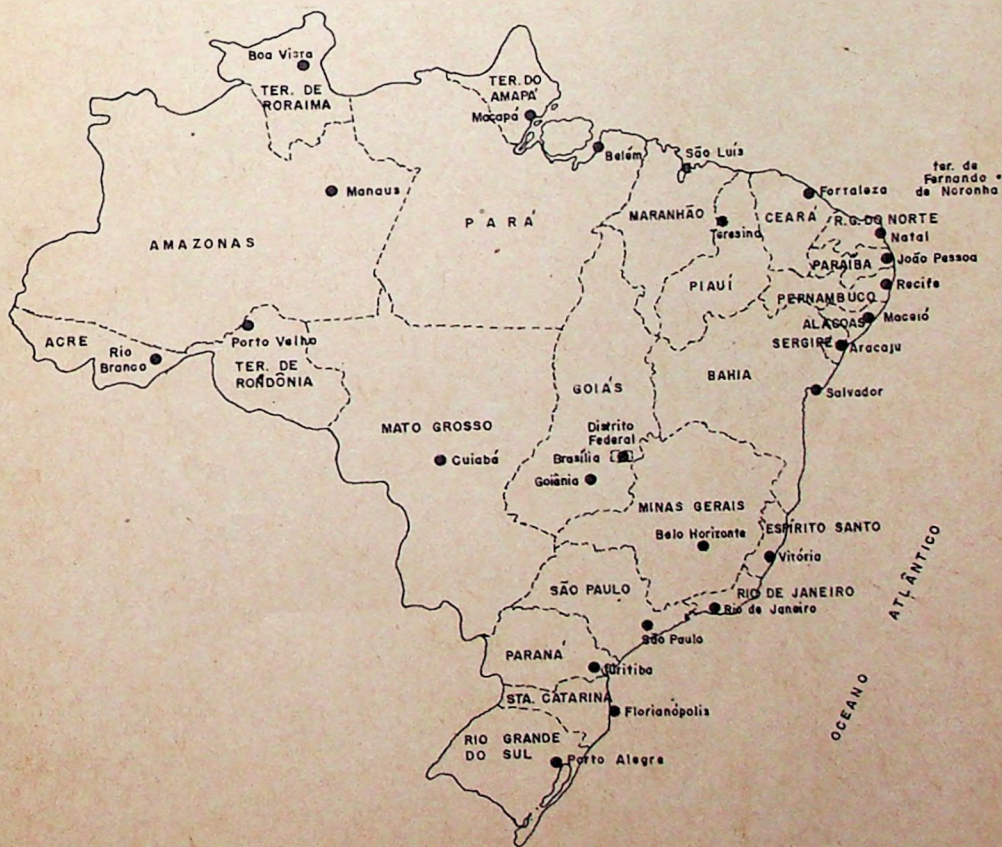 Boa Vista
TER. DE
RORAIMA
TER. DO
AMAPÁ
Macapá
Belém
São Luís
ter. de
Fernando
de Noronha
Manaus
Fortaleza
AMAZONAS
PARÁ
MARANHÃO
Teresina
CEARÁ
R.G. DO NORTE
Natal
PARAÍBA
João Pessoa
PIAUÍ
Recife
PERNAMBUCO
ALAGOAS
Maceió
SERGIPE
Aracaju
ACRE
Rio
Branco
Porto Velho
TER. DE
RONDÔNIA
GOIÁS
BAHIA
Salvador
MATO GROSSO
Cuiabá
Distrito
Federal
Brasília
Goiânia
MINAS GERAIS
Belo Horizonte
ESPÍRITO SANTO
Vitória
SÃO PAULO
RIO DE JANEIRO
Rio de Janeiro
São Paulo
PARANÁ
Curitiba
STA. CATARINA
Florianópolis
RIO GRANDE
DO SUL
Porto Alegre
OCEANO ATLÂNTICO